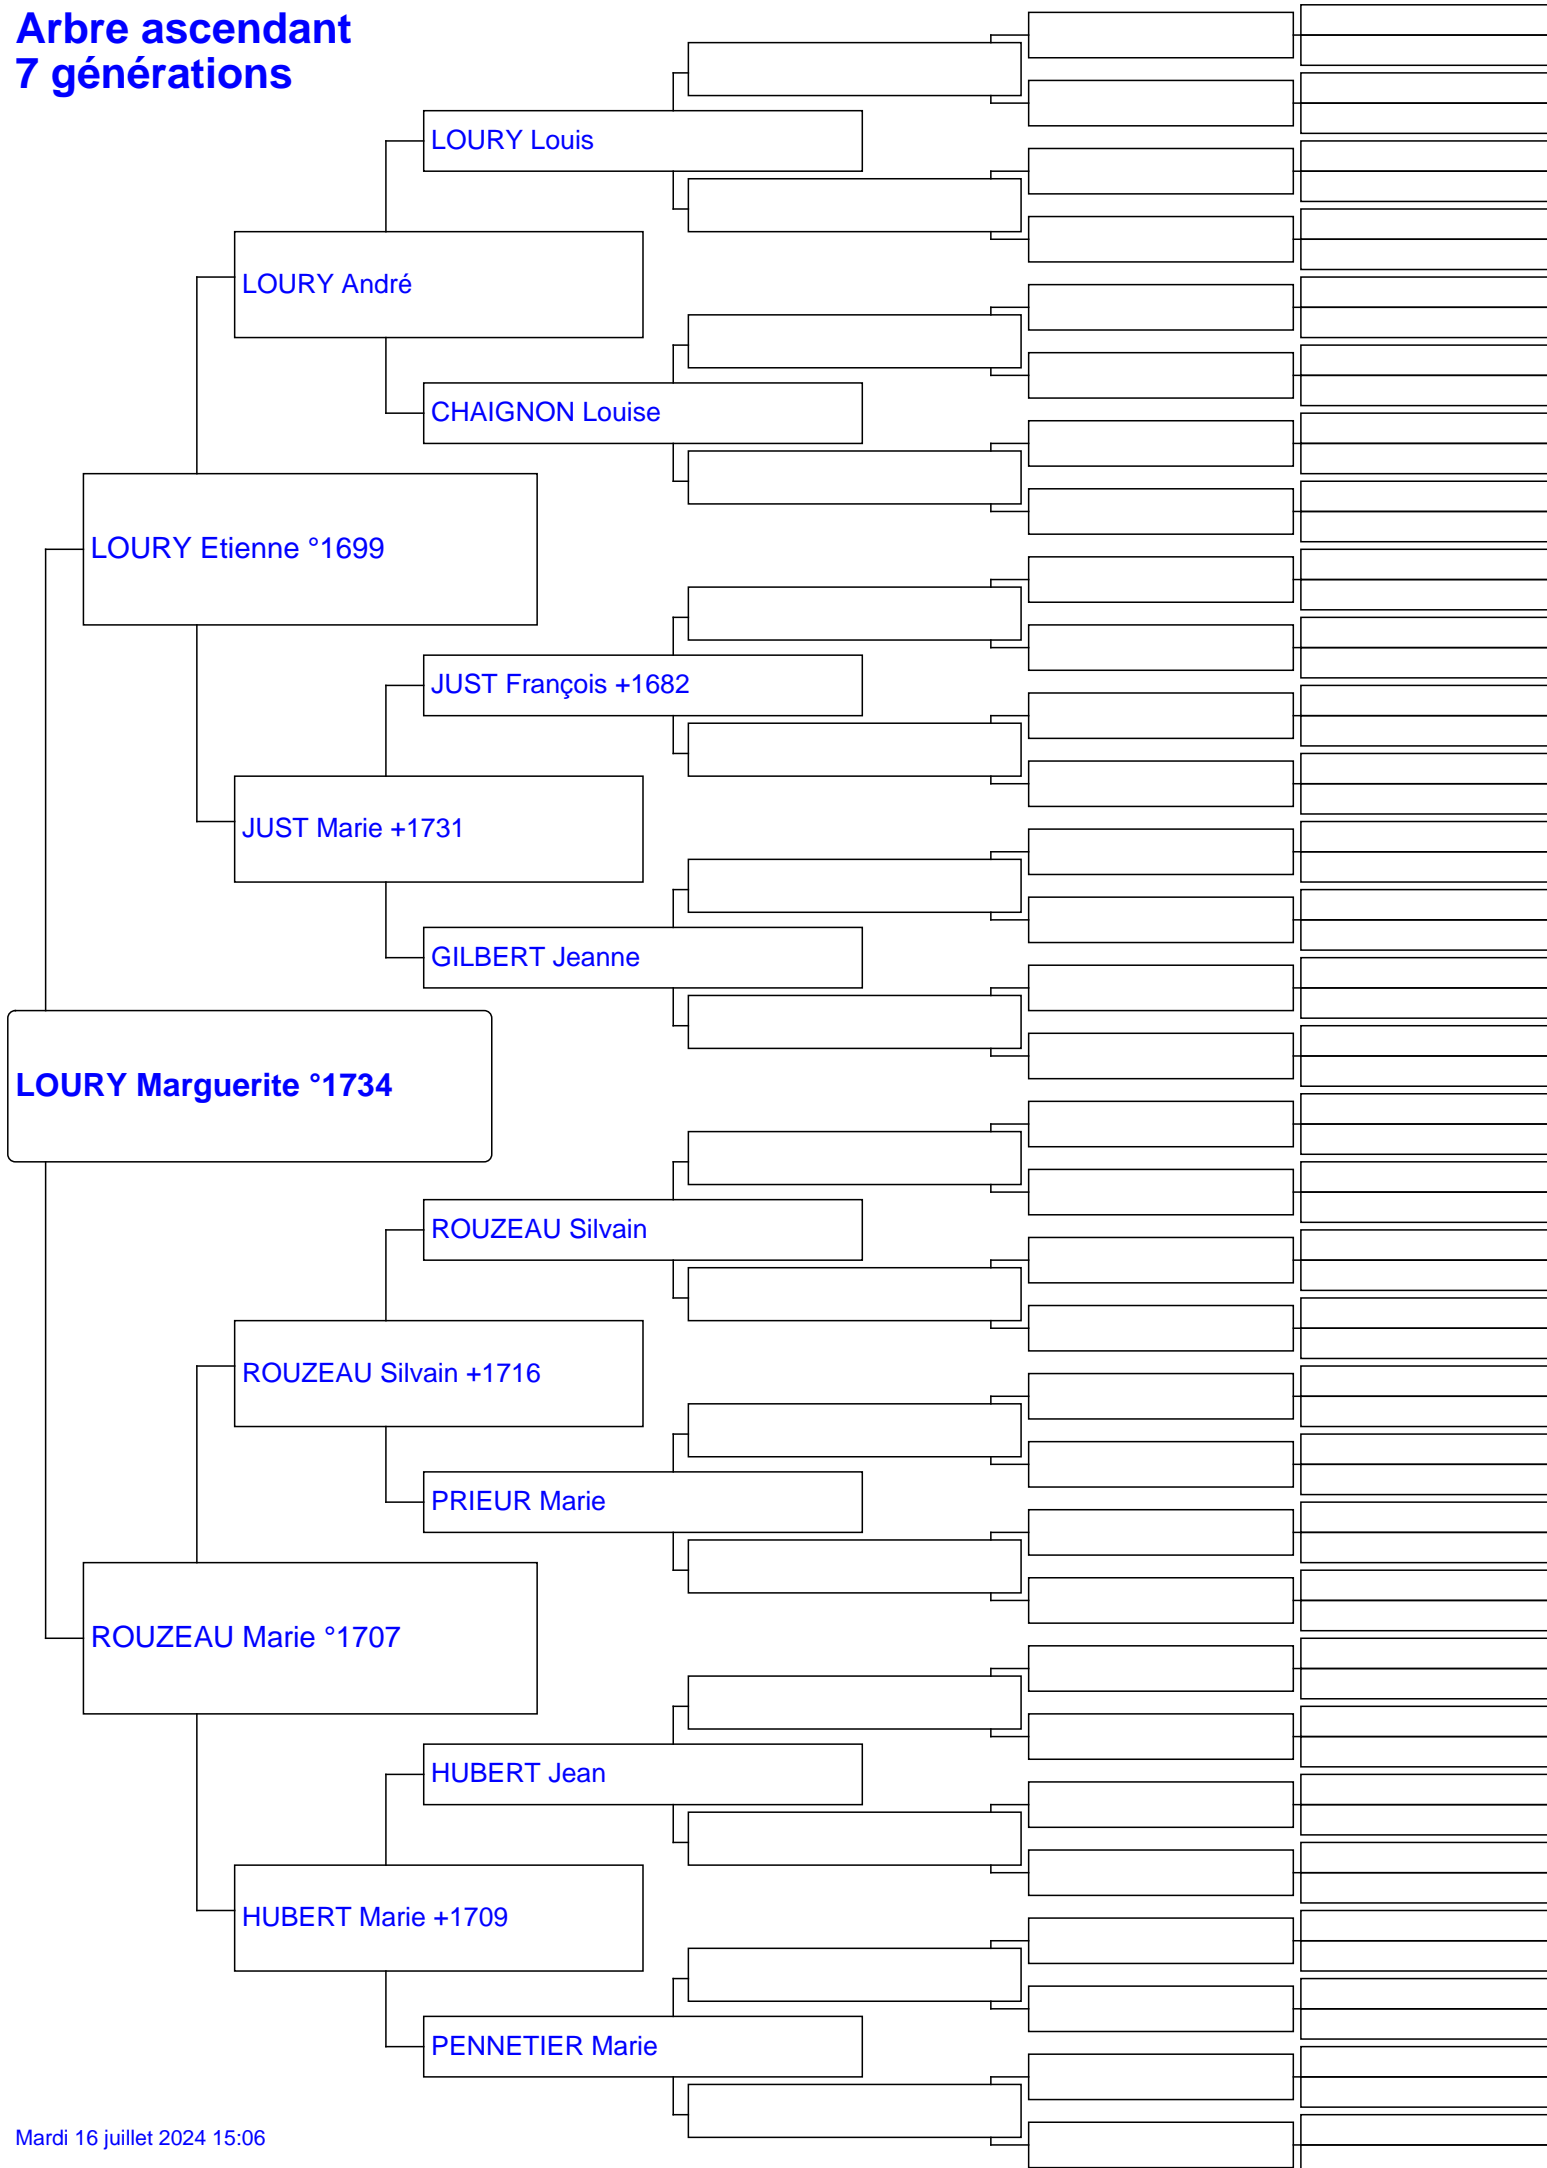 Arbre ascendant
7 générations
LOURY Louis
LOURY André
CHAIGNON Louise
LOURY Etienne °1699
JUST François +1682
JUST Marie +1731
GILBERT Jeanne
LOURY Marguerite °1734
ROUZEAU Silvain
ROUZEAU Silvain +1716
PRIEUR Marie
ROUZEAU Marie °1707
HUBERT Jean
HUBERT Marie +1709
PENNETIER Marie
Mardi 16 juillet 2024 15:06